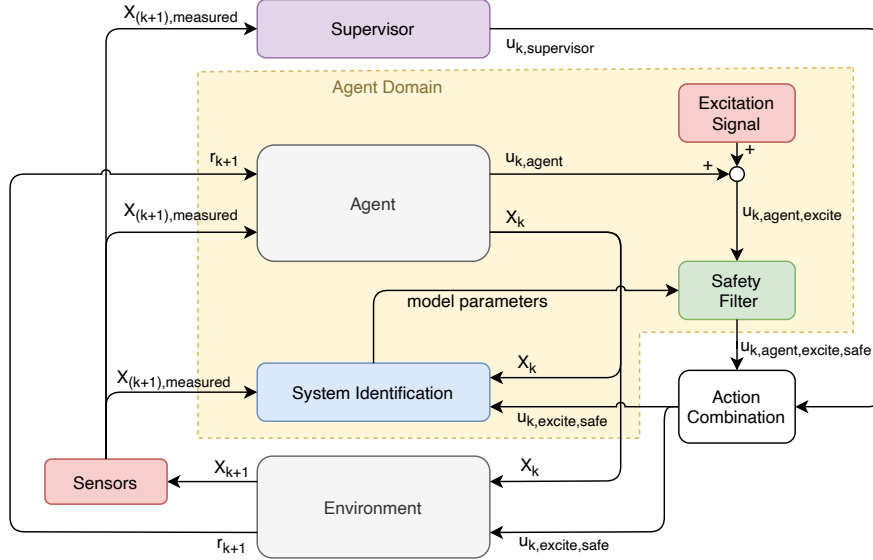 X(k+1),measured
Supervisor
uk,supervisor
Agent Domain
Excitation
Signal
rk+1
uk,agent
+
+
Agent
X(k+1),measured
Xk
uk,agent,excite
Safety
Filter
model parameters
uk,agent,excite,safe
Xk
X(k+1),measured
System Identification
Action
Combination
uk,excite,safe
Xk+1
Xk
Sensors
Environment
rk+1
uk,excite,safe